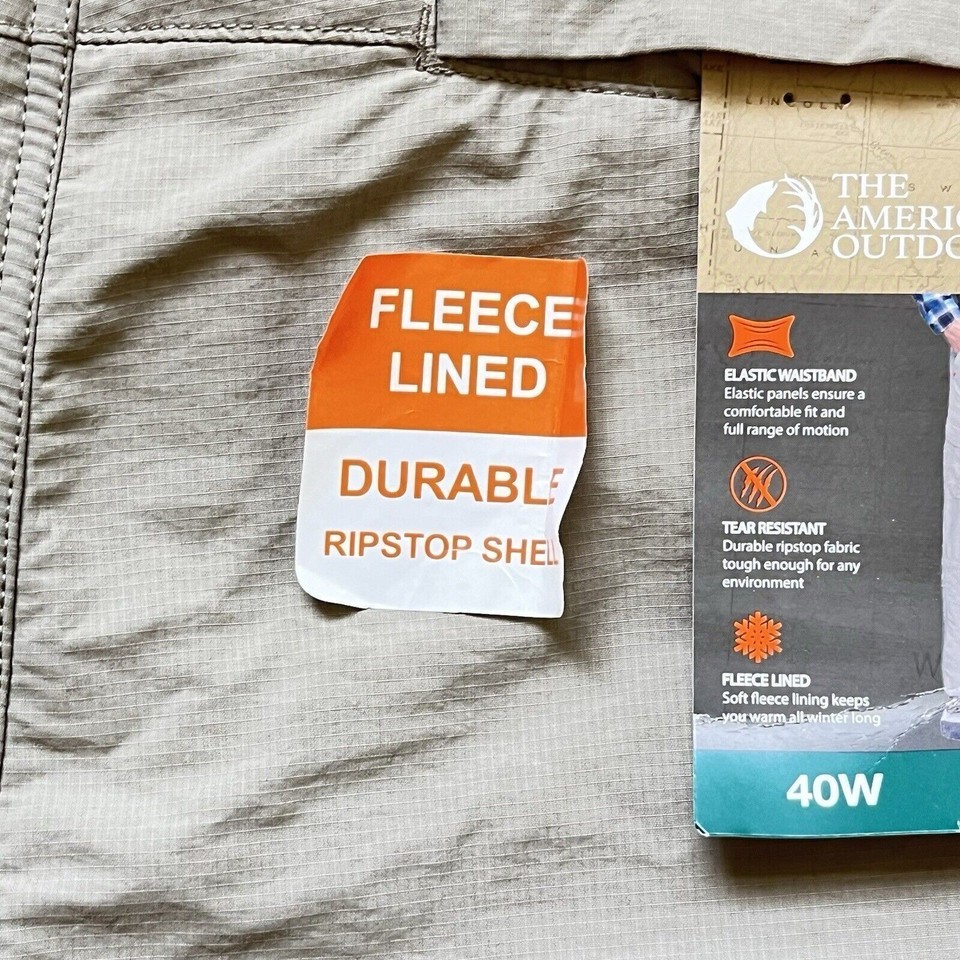 FLEECE
LINED
DURABLE
RIPSTOP SHELL
LINCOLN
THE
AMERIC
OUTDO
ELASTIC WAISTBAND
Elastic panels ensure a
comfortable fit and
full range of motion
TEAR RESISTANT
Durable ripstop fabric
tough enough for any
environment
FLEECE LINED
Soft fleece lining keeps
you warm all winter long
40W